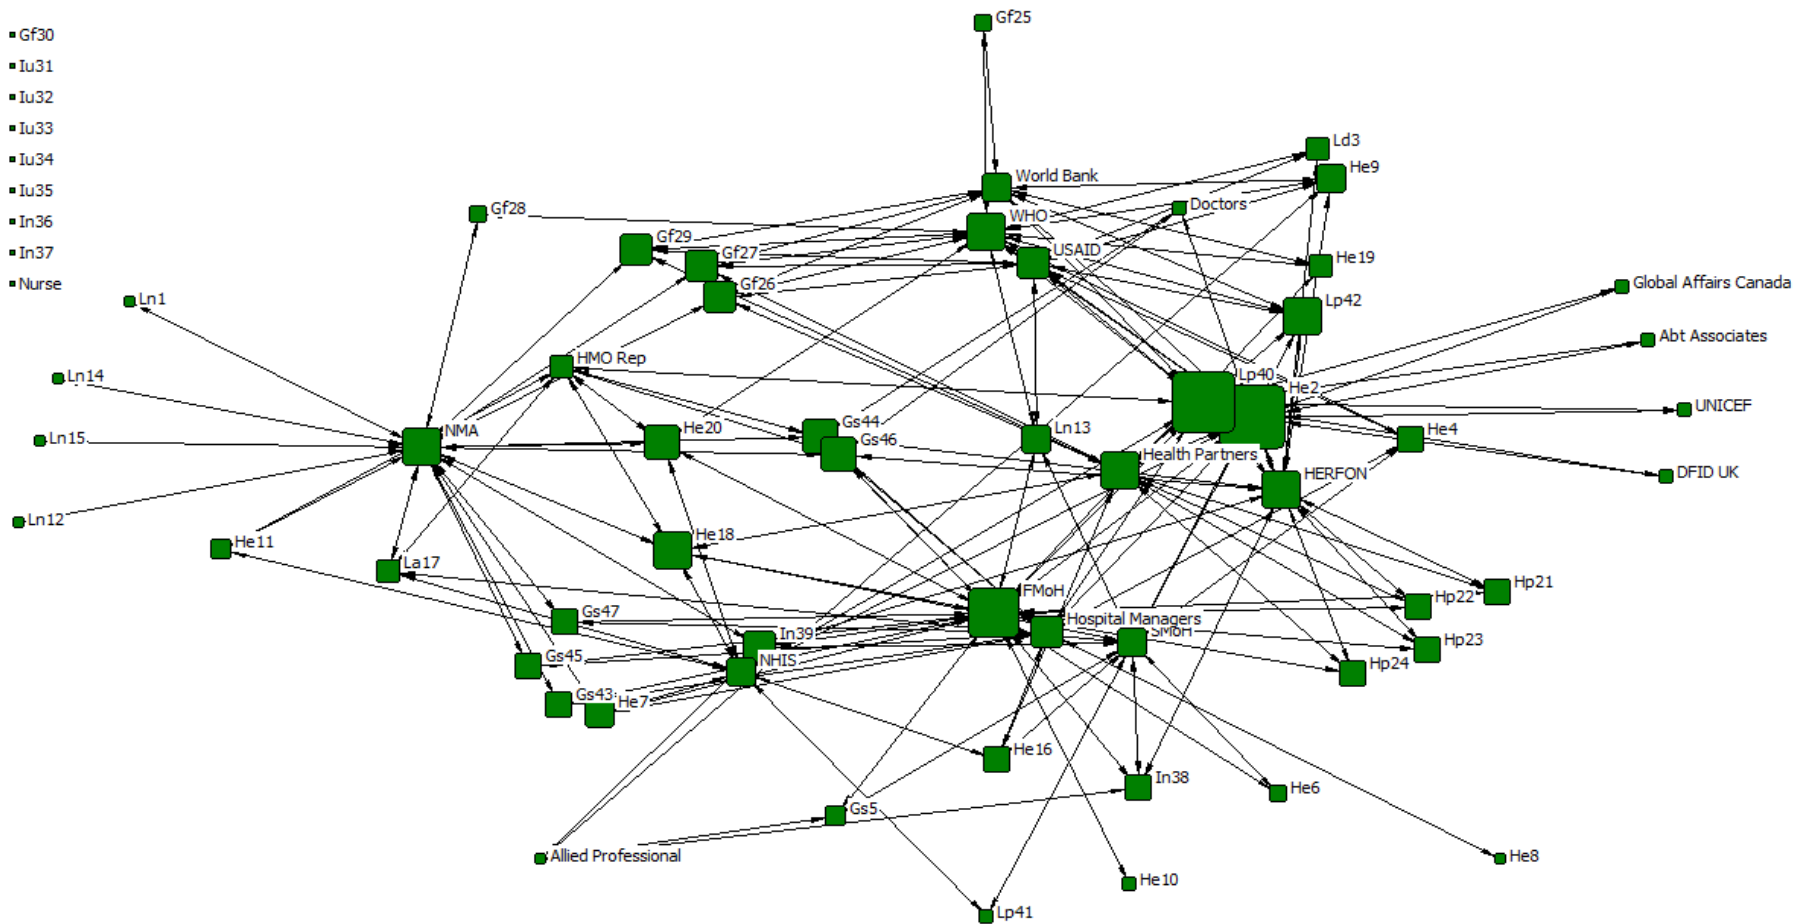 Gf25
Gf30
Iu31
Iu32
Iu33
Iu34
Iu35
In36
In37
Nurse
Ld3
He9
World Bank
Doctors
Gf28
WHO
Gf29
USAID
Gf27
He19
Gf26
Global Affairs Canada
Ln1
Lp42
Abt Associates
HMO Rep
Lp40
Ln14
He2
UNICEF
Gs44
NMA
He20
Ln13
He4
Ln15
Gs46
Health Partners
HERFON
DFID UK
Ln12
He18
He11
La17
FMoH
Hp21
Hp22
Gs47
Hospital Managers
In39
SMoH
Hp23
Gs45
NHIS
Hp24
Gs43
He7
He16
In38
He6
Gs5
Allied Professional
He8
He10
Lp41